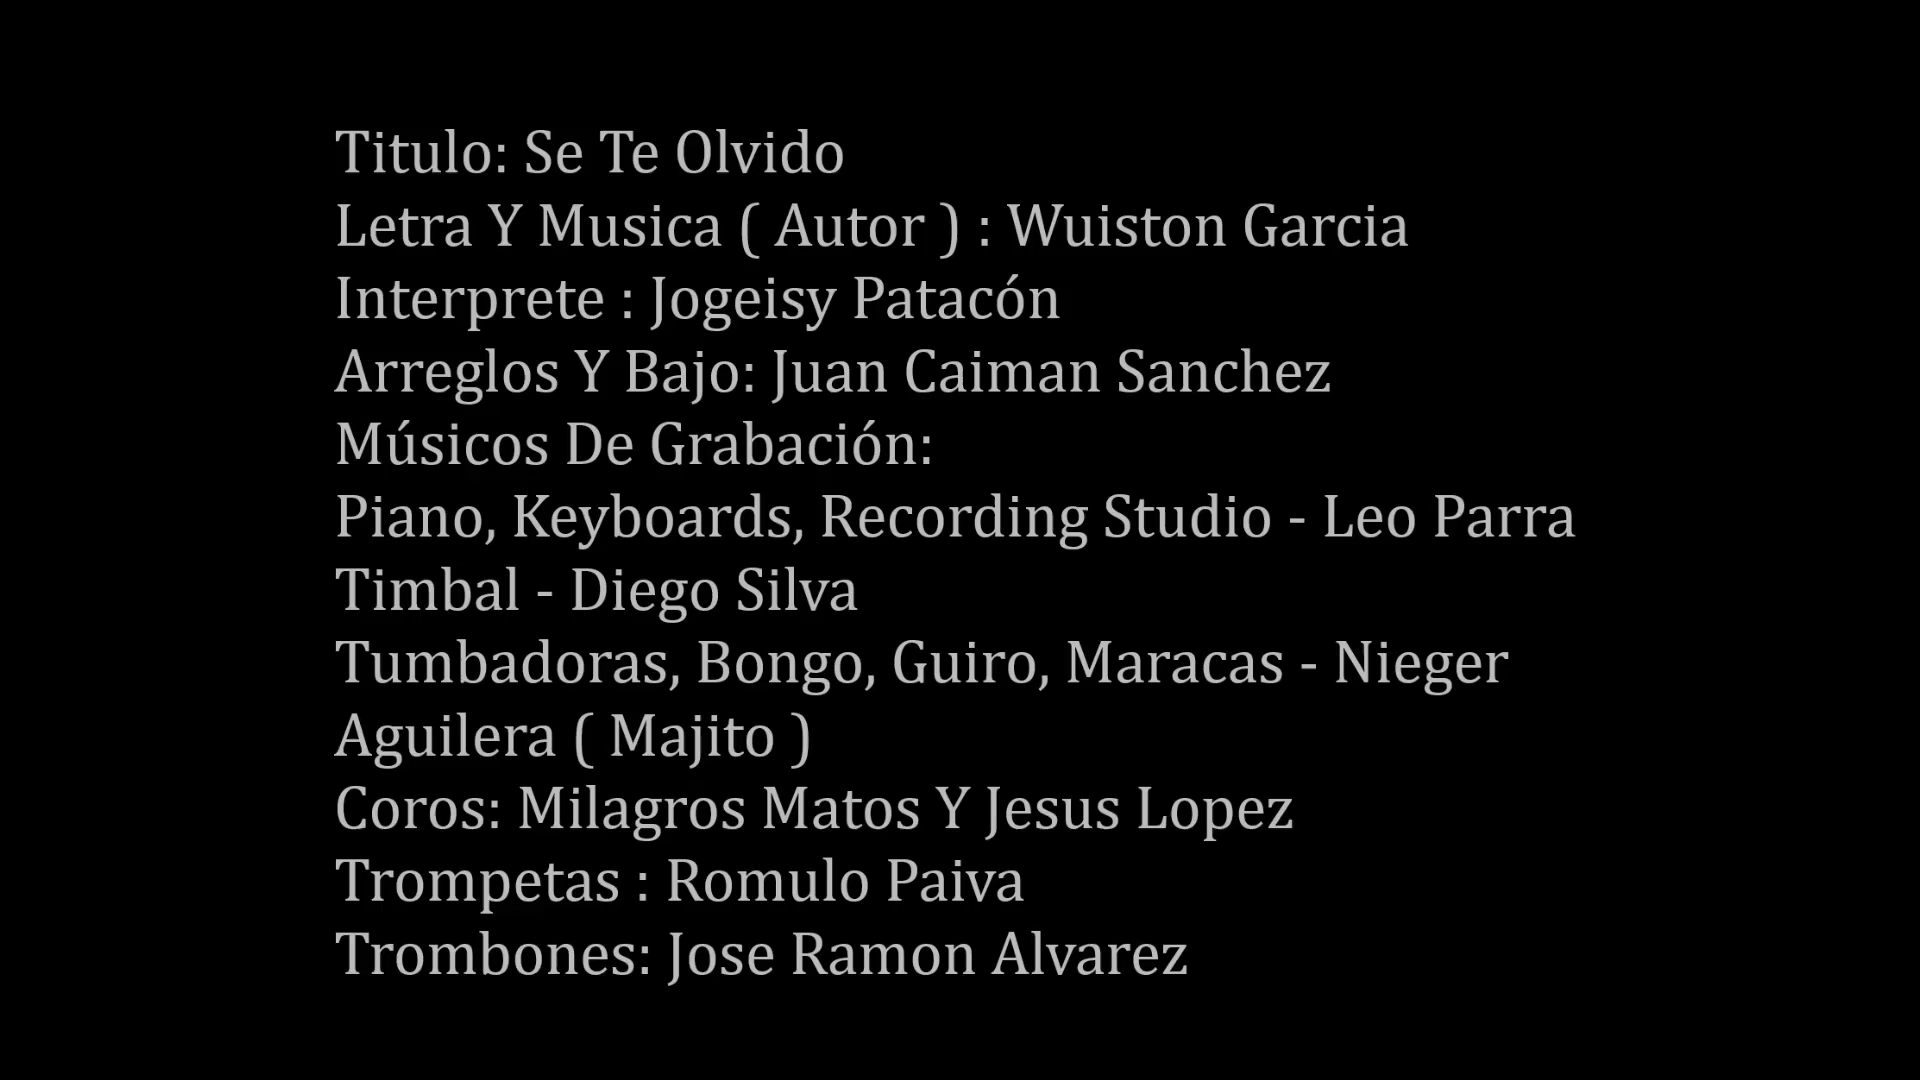 Titulo: Se Te Olvido
Letra Y Musica ( Autor ) : Wuiston Garcia
Interprete : Jogeisy Patacón
Arreglos Y Bajo: Juan Caiman Sanchez
Músicos De Grabación:
Piano, Keyboards, Recording Studio - Leo Parra
Timbal - Diego Silva
Tumbadoras, Bongo, Guiro, Maracas - Nieger
Aguilera ( Majito )
Coros: Milagros Matos Y Jesus Lopez
Trompetas : Romulo Paiva
Trombones: Jose Ramon Alvarez